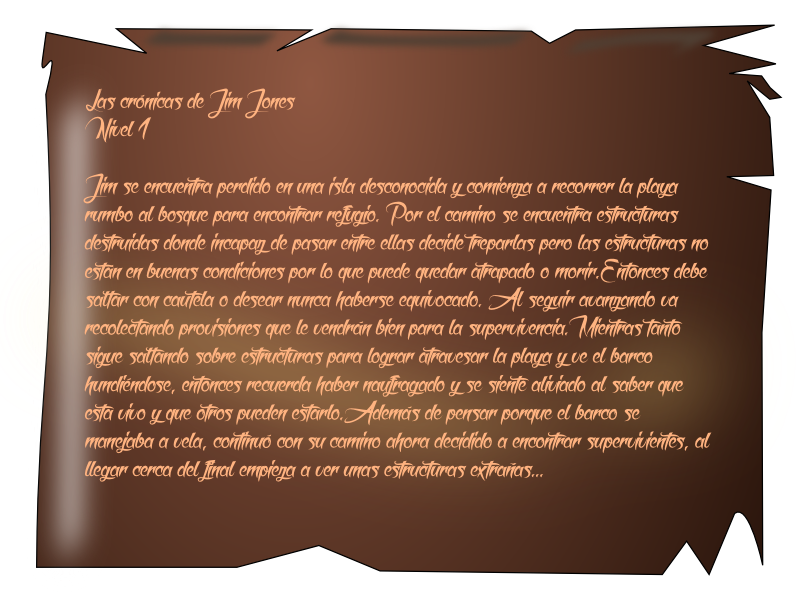 Las crónicas de Jim Jones
Nivel 1
Jim se encuentra perdido en una isla desconocida y comienza a recorrer la playa
rumbo al bosque para encontrar refugio. Por el camino se encuentra estructuras
destruidas donde incapaz de pasar entre ellas decide treparlas pero las estructuras no
están en buenas condiciones por lo que puede quedar atrapado o morir.Entonces debe
saltar con cautela o desear nunca haberse equivocado. Al seguir avanzando va
recolectando provisiones que le vendrán bien para la supervivencia.Mientras tanto
sigue saltando sobre estructuras para lograr atravesar la playa y ve el barco
hundiéndose, entonces recuerda haber naufragado y se siente aliviado al saber que
está vivo y que otros pueden estarlo.Además de pensar porque el barco se
manejaba a vela, continuó con su camino ahora decidido a encontrar supervivientes, al
llegar cerca del final empieza a ver unas estructuras extrañas...